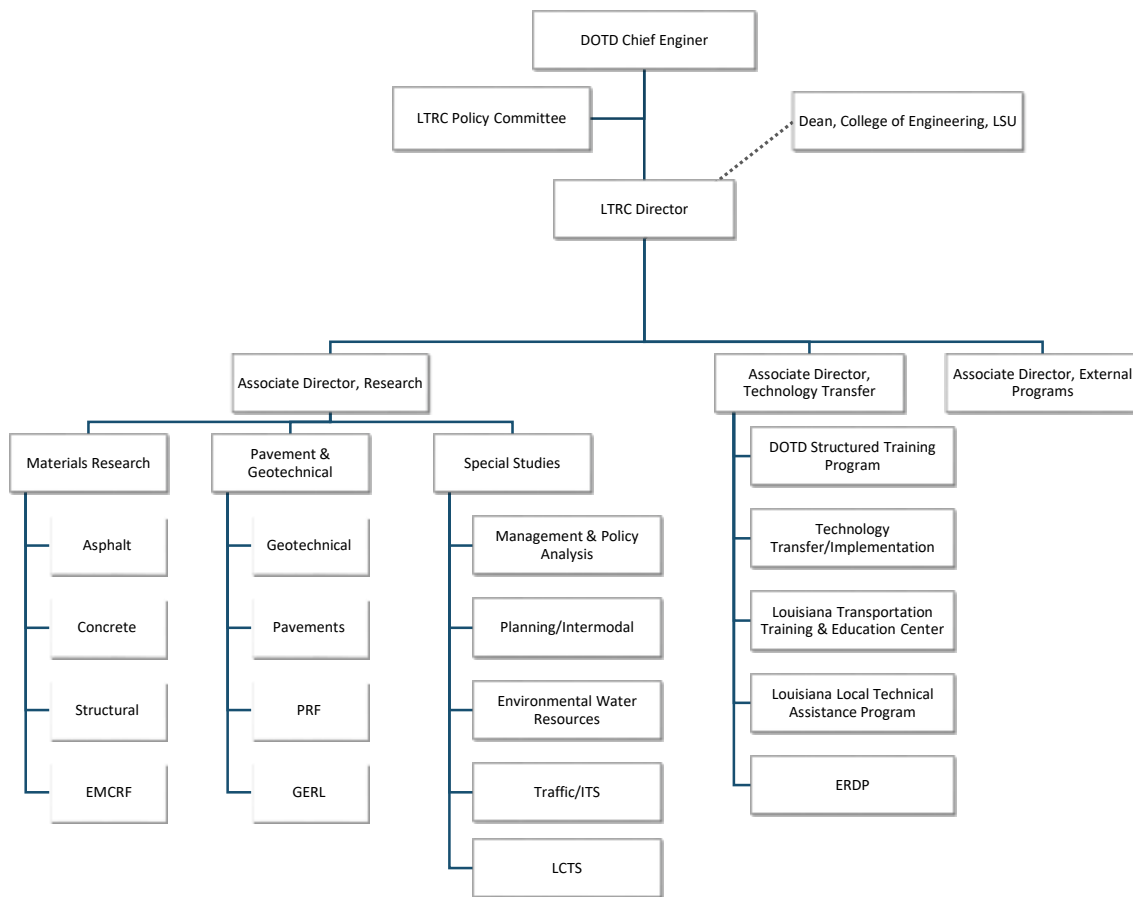 DOTD Chief Enginer
LTRC Policy Committee
Dean, College of Engineering, LSU
LTRC Director
Associate Director, Research
Associate Director,
Technology Transfer
Associate Director, External
Programs
Materials Research
Pavement &
Geotechnical
Special Studies
DOTD Structured Training
Program
Asphalt
Geotechnical
Management & Policy
Analysis
Technology
Transfer/Implementation
Concrete
Pavements
Planning/Intermodal
Louisiana Transportation
Training & Education Center
Structural
PRF
Environmental Water
Resources
Louisiana Local Technical
Assistance Program
EMCRF
GERL
Traffic/ITS
ERDP
LCTS